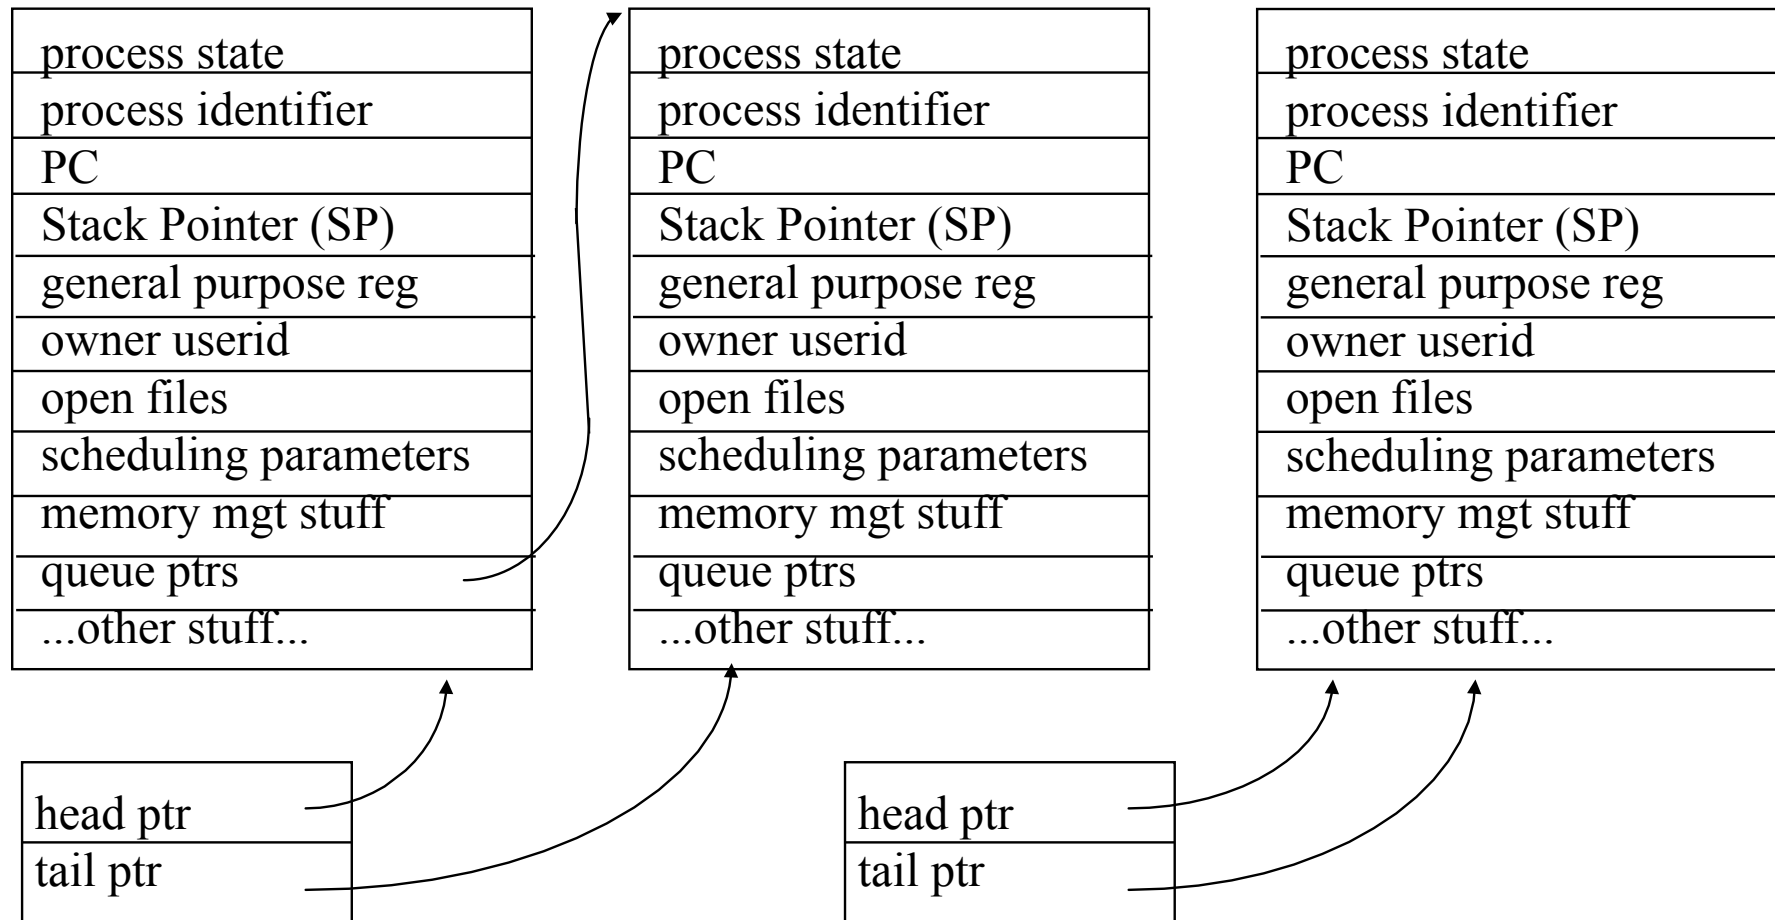 process state
process identifier
PC
Stack Pointer (SP)
general purpose reg
owner userid
open files
scheduling parameters
memory mgt stuff
queue ptrs
...other stuff...
process state
process identifier
PC
Stack Pointer (SP)
general purpose reg
owner userid
open files
scheduling parameters
memory mgt stuff
queue ptrs
...other stuff...
process state
process identifier
PC
Stack Pointer (SP)
general purpose reg
owner userid
open files
scheduling parameters
memory mgt stuff
queue ptrs
...other stuff...
head ptr
tail ptr
head ptr
tail ptr